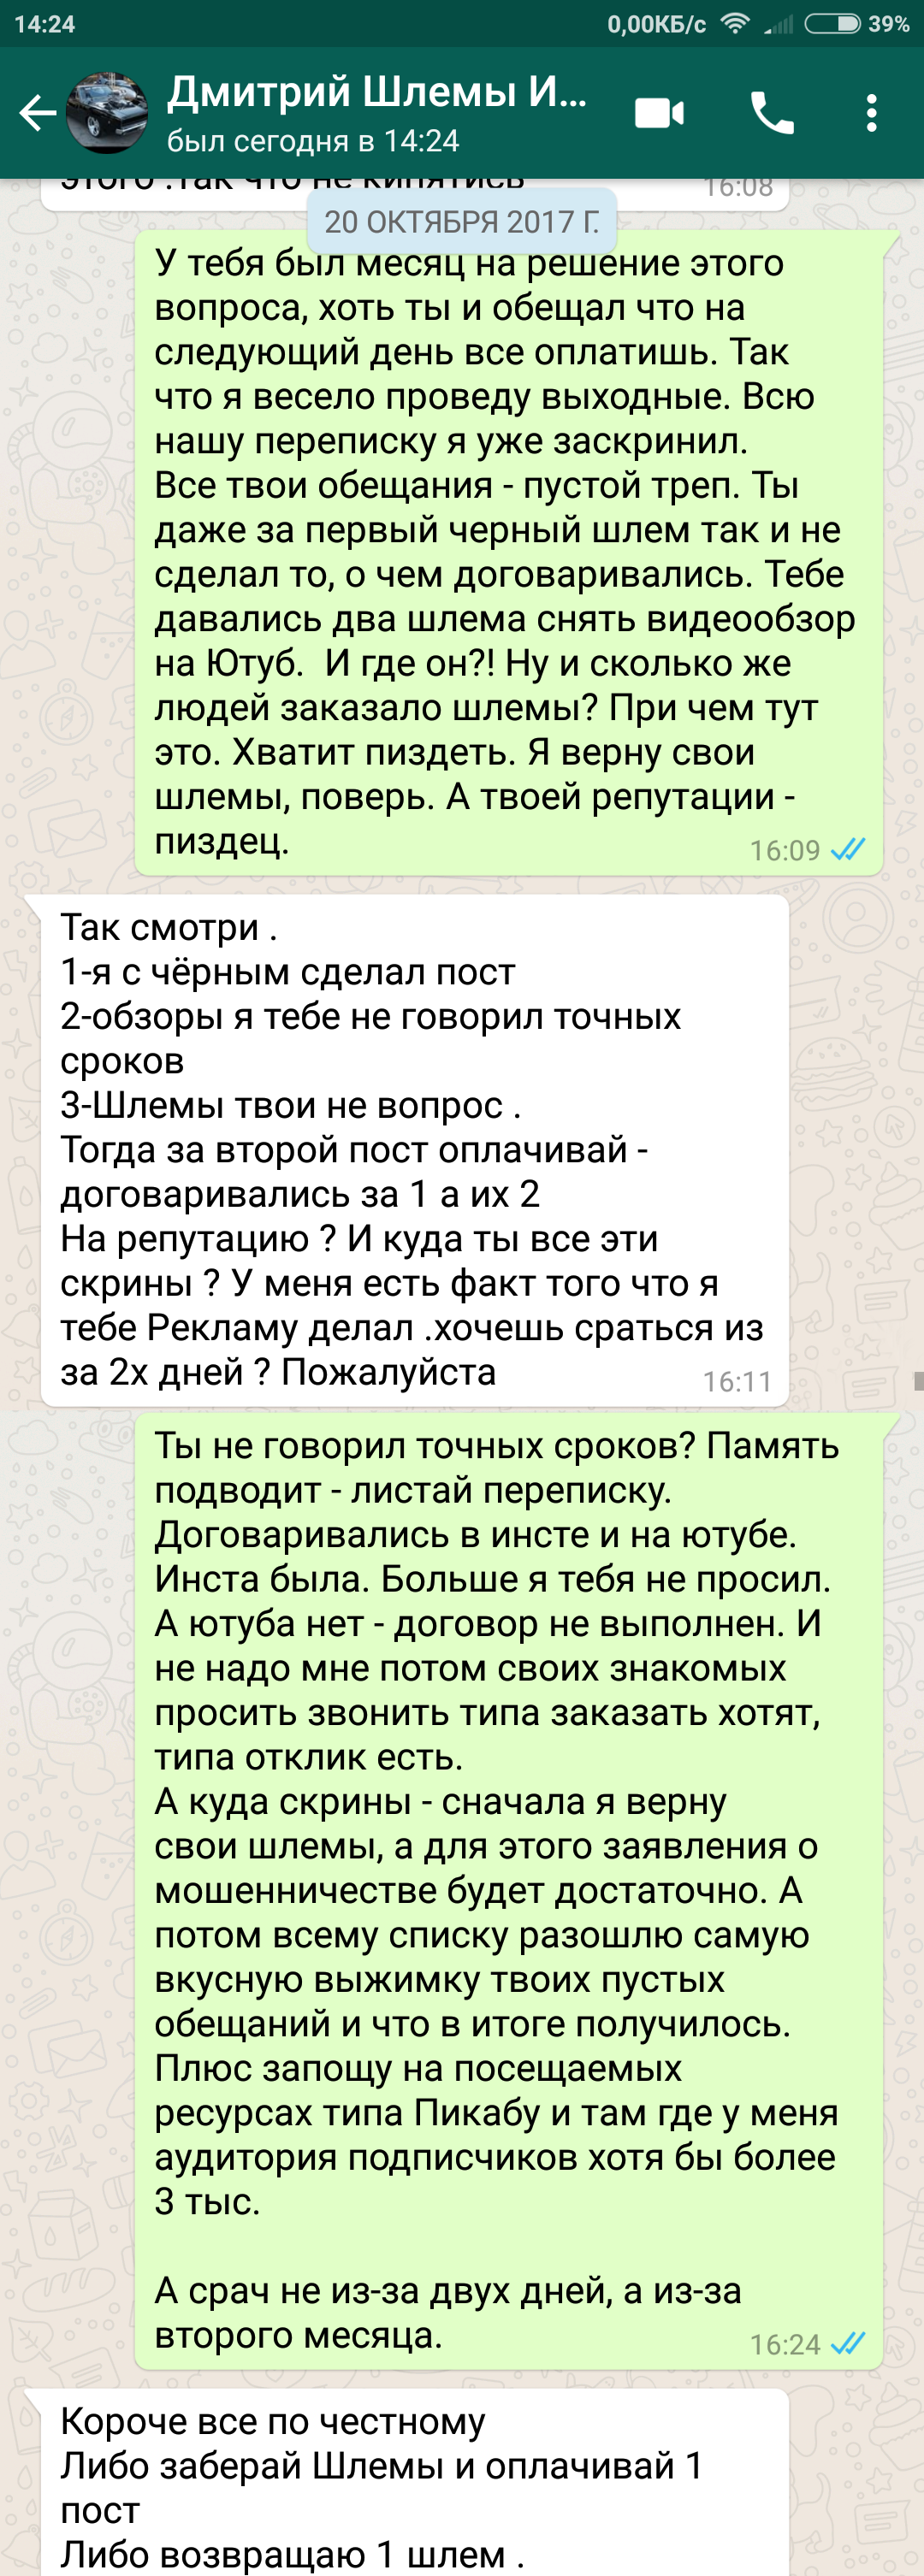 14:24
0,00КБ/с
39%
Дмитрий Шлемы И...
был сегодня в 14:24
этого .так что не кипятись
16:08
20 ОКТЯБРЯ 2017 Г.
У тебя был месяц на решение этого
вопроса, хоть ты и обещал что на
следующий день все оплатишь. Так
что я весело проведу выходные. Всю
нашу переписку я уже заскринил.
Все твои обещания - пустой треп. Ты
даже за первый черный шлем так и не
сделал то, о чем договаривались. Тебе
давались два шлема снять видеообзор
на Ютуб.  И где он?! Ну и сколько же
людей заказало шлемы? При чем тут
это. Хватит пиздеть. Я верну свои
шлемы, поверь. А твоей репутации -
пиздец.
16:09
Так смотри .
1-я с чёрным сделал пост
2-обзоры я тебе не говорил точных
сроков
3-Шлемы твои не вопрос .
Тогда за второй пост оплачивай -
договаривались за 1 а их 2
На репутацию ? И куда ты все эти
скрины ? У меня есть факт того что я
тебе Рекламу делал .хочешь сраться из
за 2х дней ? Пожалуйста
16:11
Ты не говорил точных сроков? Память
подводит - листай переписку.
Договаривались в инсте и на ютубе.
Инста была. Больше я тебя не просил.
А ютуба нет - договор не выполнен. И
не надо мне потом своих знакомых
просить звонить типа заказать хотят,
типа отклик есть.
А куда скрины - сначала я верну
свои шлемы, а для этого заявления о
мошенничестве будет достаточно. А
потом всему списку разошлю самую
вкусную выжимку твоих пустых
обещаний и что в итоге получилось.
Плюс запощу на посещаемых
ресурсах типа Пикабу и там где у меня
аудитория подписчиков хотя бы более
3 тыс.
А срач не из-за двух дней, а из-за
второго месяца.
16:24
Короче все по честному
Либо заберай Шлемы и оплачивай 1
пост
Либо возвращаю 1 шлем .